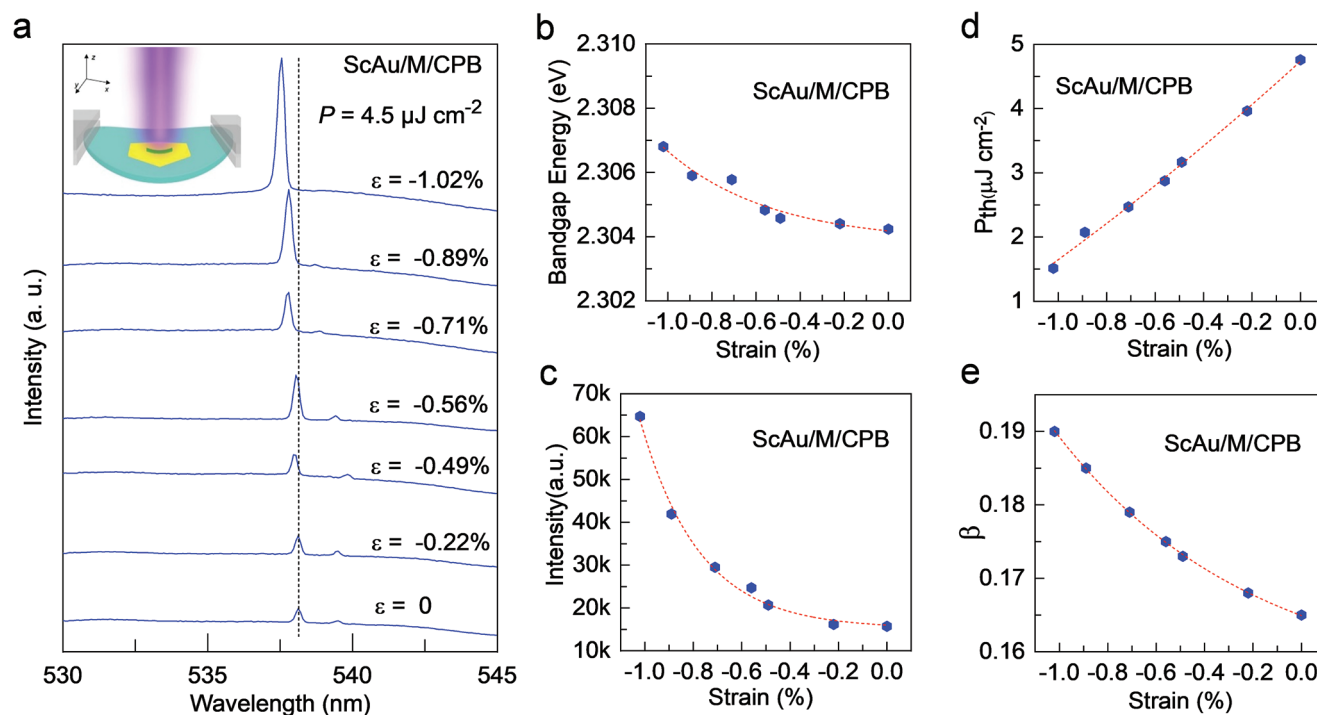 a
z
y
x
ScAu/M/CPB
P = 4.5 μJ cm-2
ε = -1.02%
ε = -0.89%
ε = -0.71%
ε = -0.56%
ε = -0.49%
ε = -0.22%
ε = 0
Intensity (a. u.)
530 535 540 545
Wavelength (nm)
b
ScAu/M/CPB
Bandgap Energy (eV)
2.310
2.308
2.306
2.304
2.302
-1.0 -0.8 -0.6 -0.4 -0.2 0.0
Strain (%)
c
ScAu/M/CPB
Intensity(a.u.)
70k
60k
50k
40k
30k
20k
10k
-1.0 -0.8 -0.6 -0.4 -0.2 0.0
Strain (%)
d
ScAu/M/CPB
Pth(μJ cm-2)
5
4
3
2
1
-1.0 -0.8 -0.6 -0.4 -0.2 0.0
Strain (%)
e
ScAu/M/CPB
β
0.19
0.18
0.17
0.16
-1.0 -0.8 -0.6 -0.4 -0.2 0.0
Strain (%)